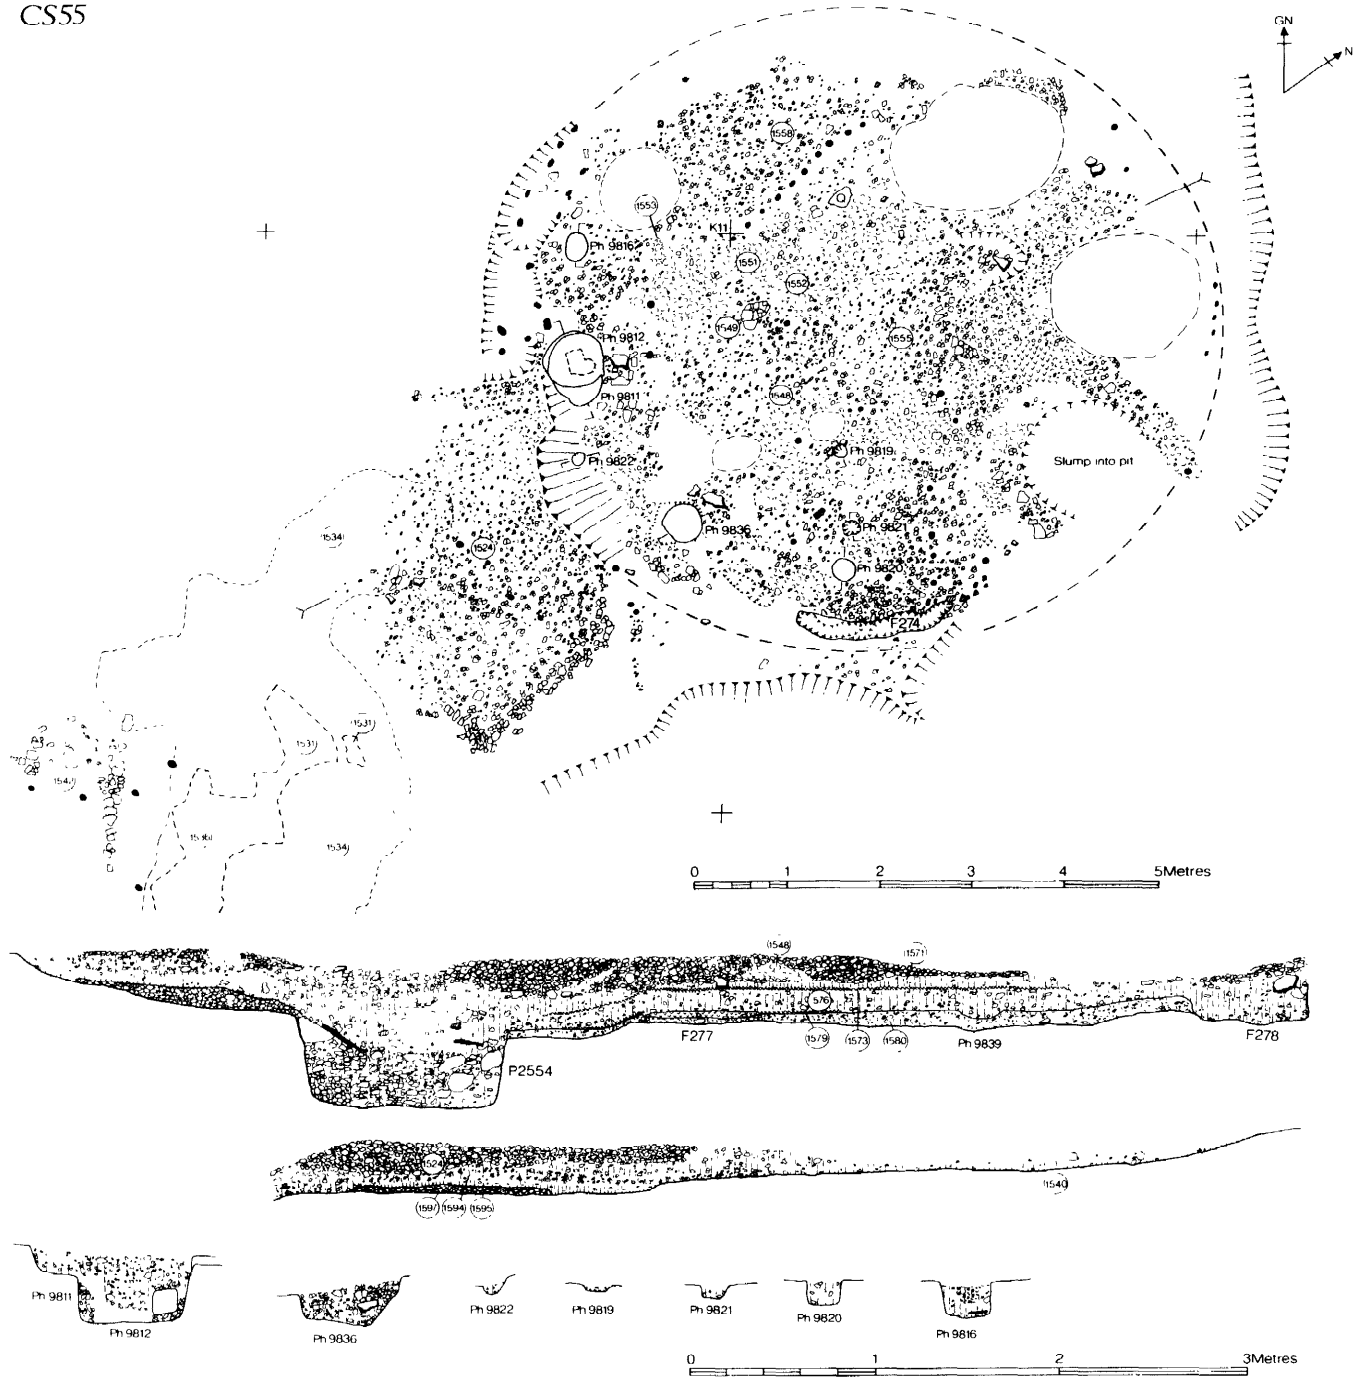 CS55
GN
N
1558
1553
K11
Ph 9816
1551
1552
Ph 9812
1549
1555
Ph 9811
1548
Ph 9822
Ph 9819
Slump into pit
1534
1524
Ph 9836
Ph 9821
Ph 9820
F274
1531
1531
1534
0 1 2 3 4 5Metres
1548
1571
576
F277
1579
1573
1580
Ph 9839
F278
P2554
1524
1594
1595
1540
Ph 9811
Ph 9812
Ph 9836
Ph 9822
Ph 9819
Ph 9821
Ph 9820
Ph 9816
0 1 2 3Metres